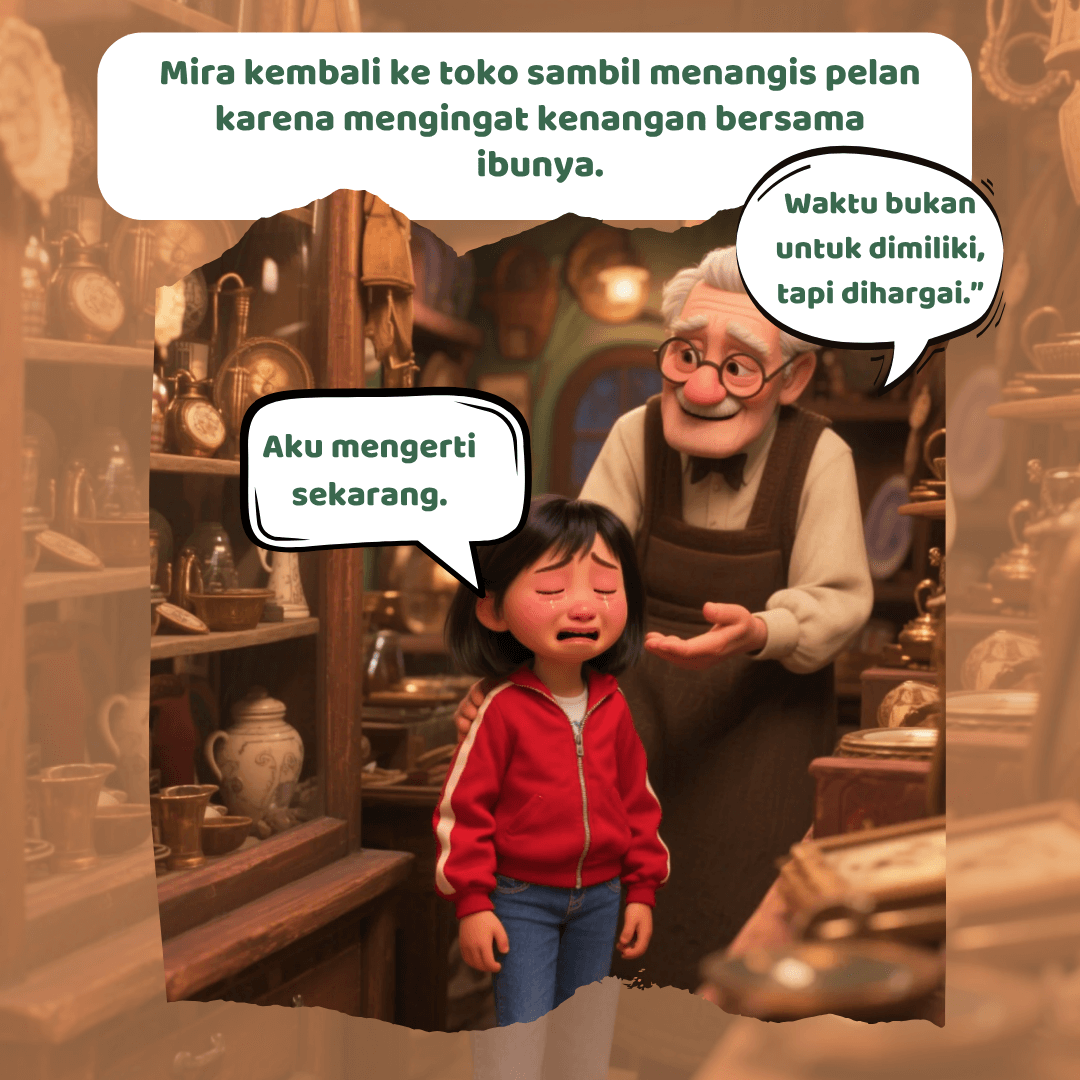 Mira kembali ke toko sambil menangis pelan
karena mengingat kenangan bersama
ibunya.
Waktu bukan
untuk dimiliki,
tapi dihargai.”
Aku mengerti
sekarang.